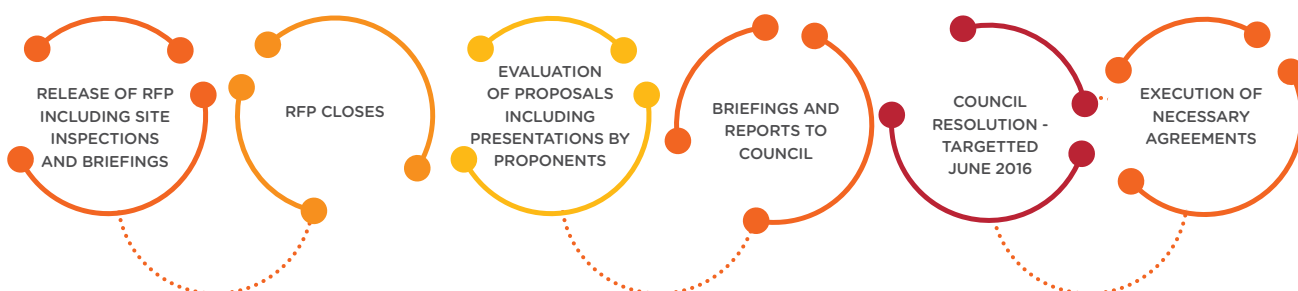 RELEASE OF RFP
INCLUDING SITE
INSPECTIONS
AND BRIEFINGS
RFP CLOSES
EVALUATION
OF PROPOSALS
INCLUDING
PRESENTATIONS BY
PROPONENTS
BRIEFINGS AND
REPORTS TO
COUNCIL
COUNCIL
RESOLUTION -
TARGETTED
JUNE 2016
EXECUTION OF
NECESSARY
AGREEMENTS